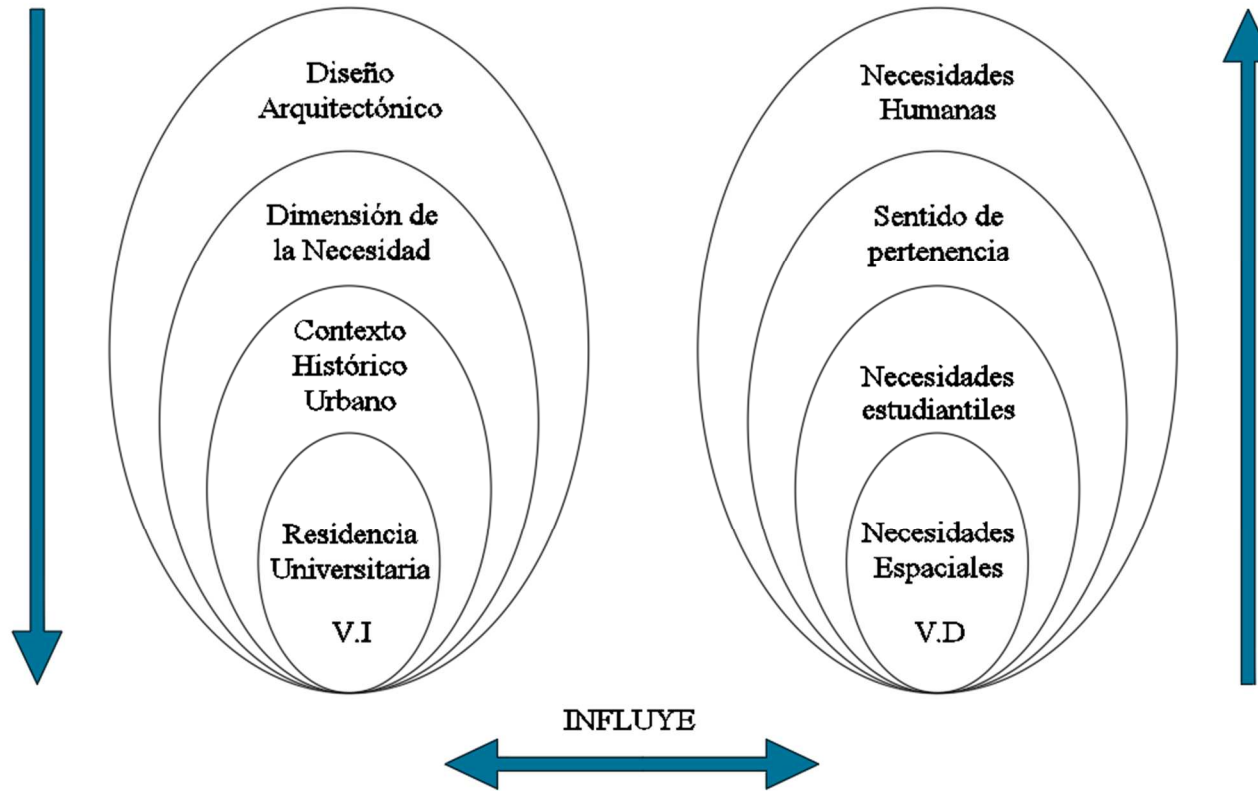 Diseño
Arquitectónico
Dimensión de
la Necesidad
Contexto
Histórico
Urbano
Residencia
Universitaria
V.I
Necesidades
Humanas
Sentido de
pertenencia
Necesidades
estudiantiles
Necesidades
Espaciales
V.D
INFLUYE